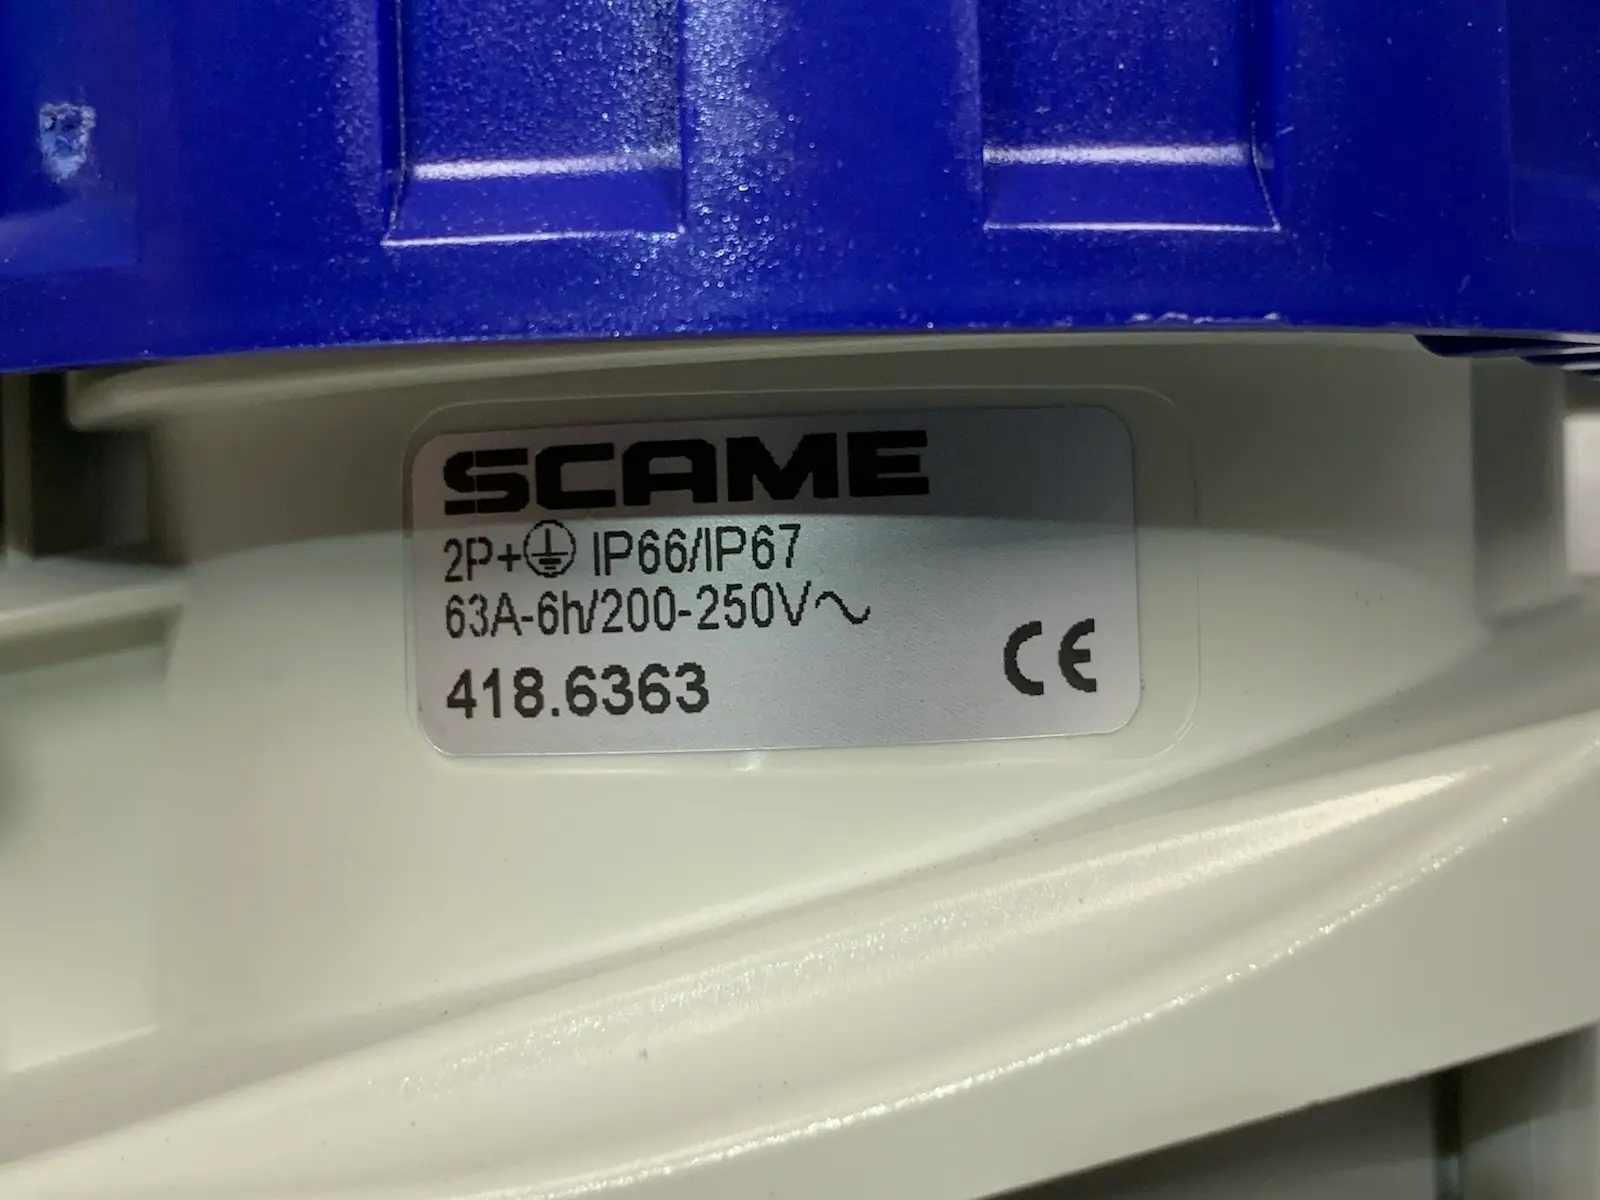 SCAME
2P+⏚ IP66/IP67
63A-6h/200-250V∿
418.6363
CE